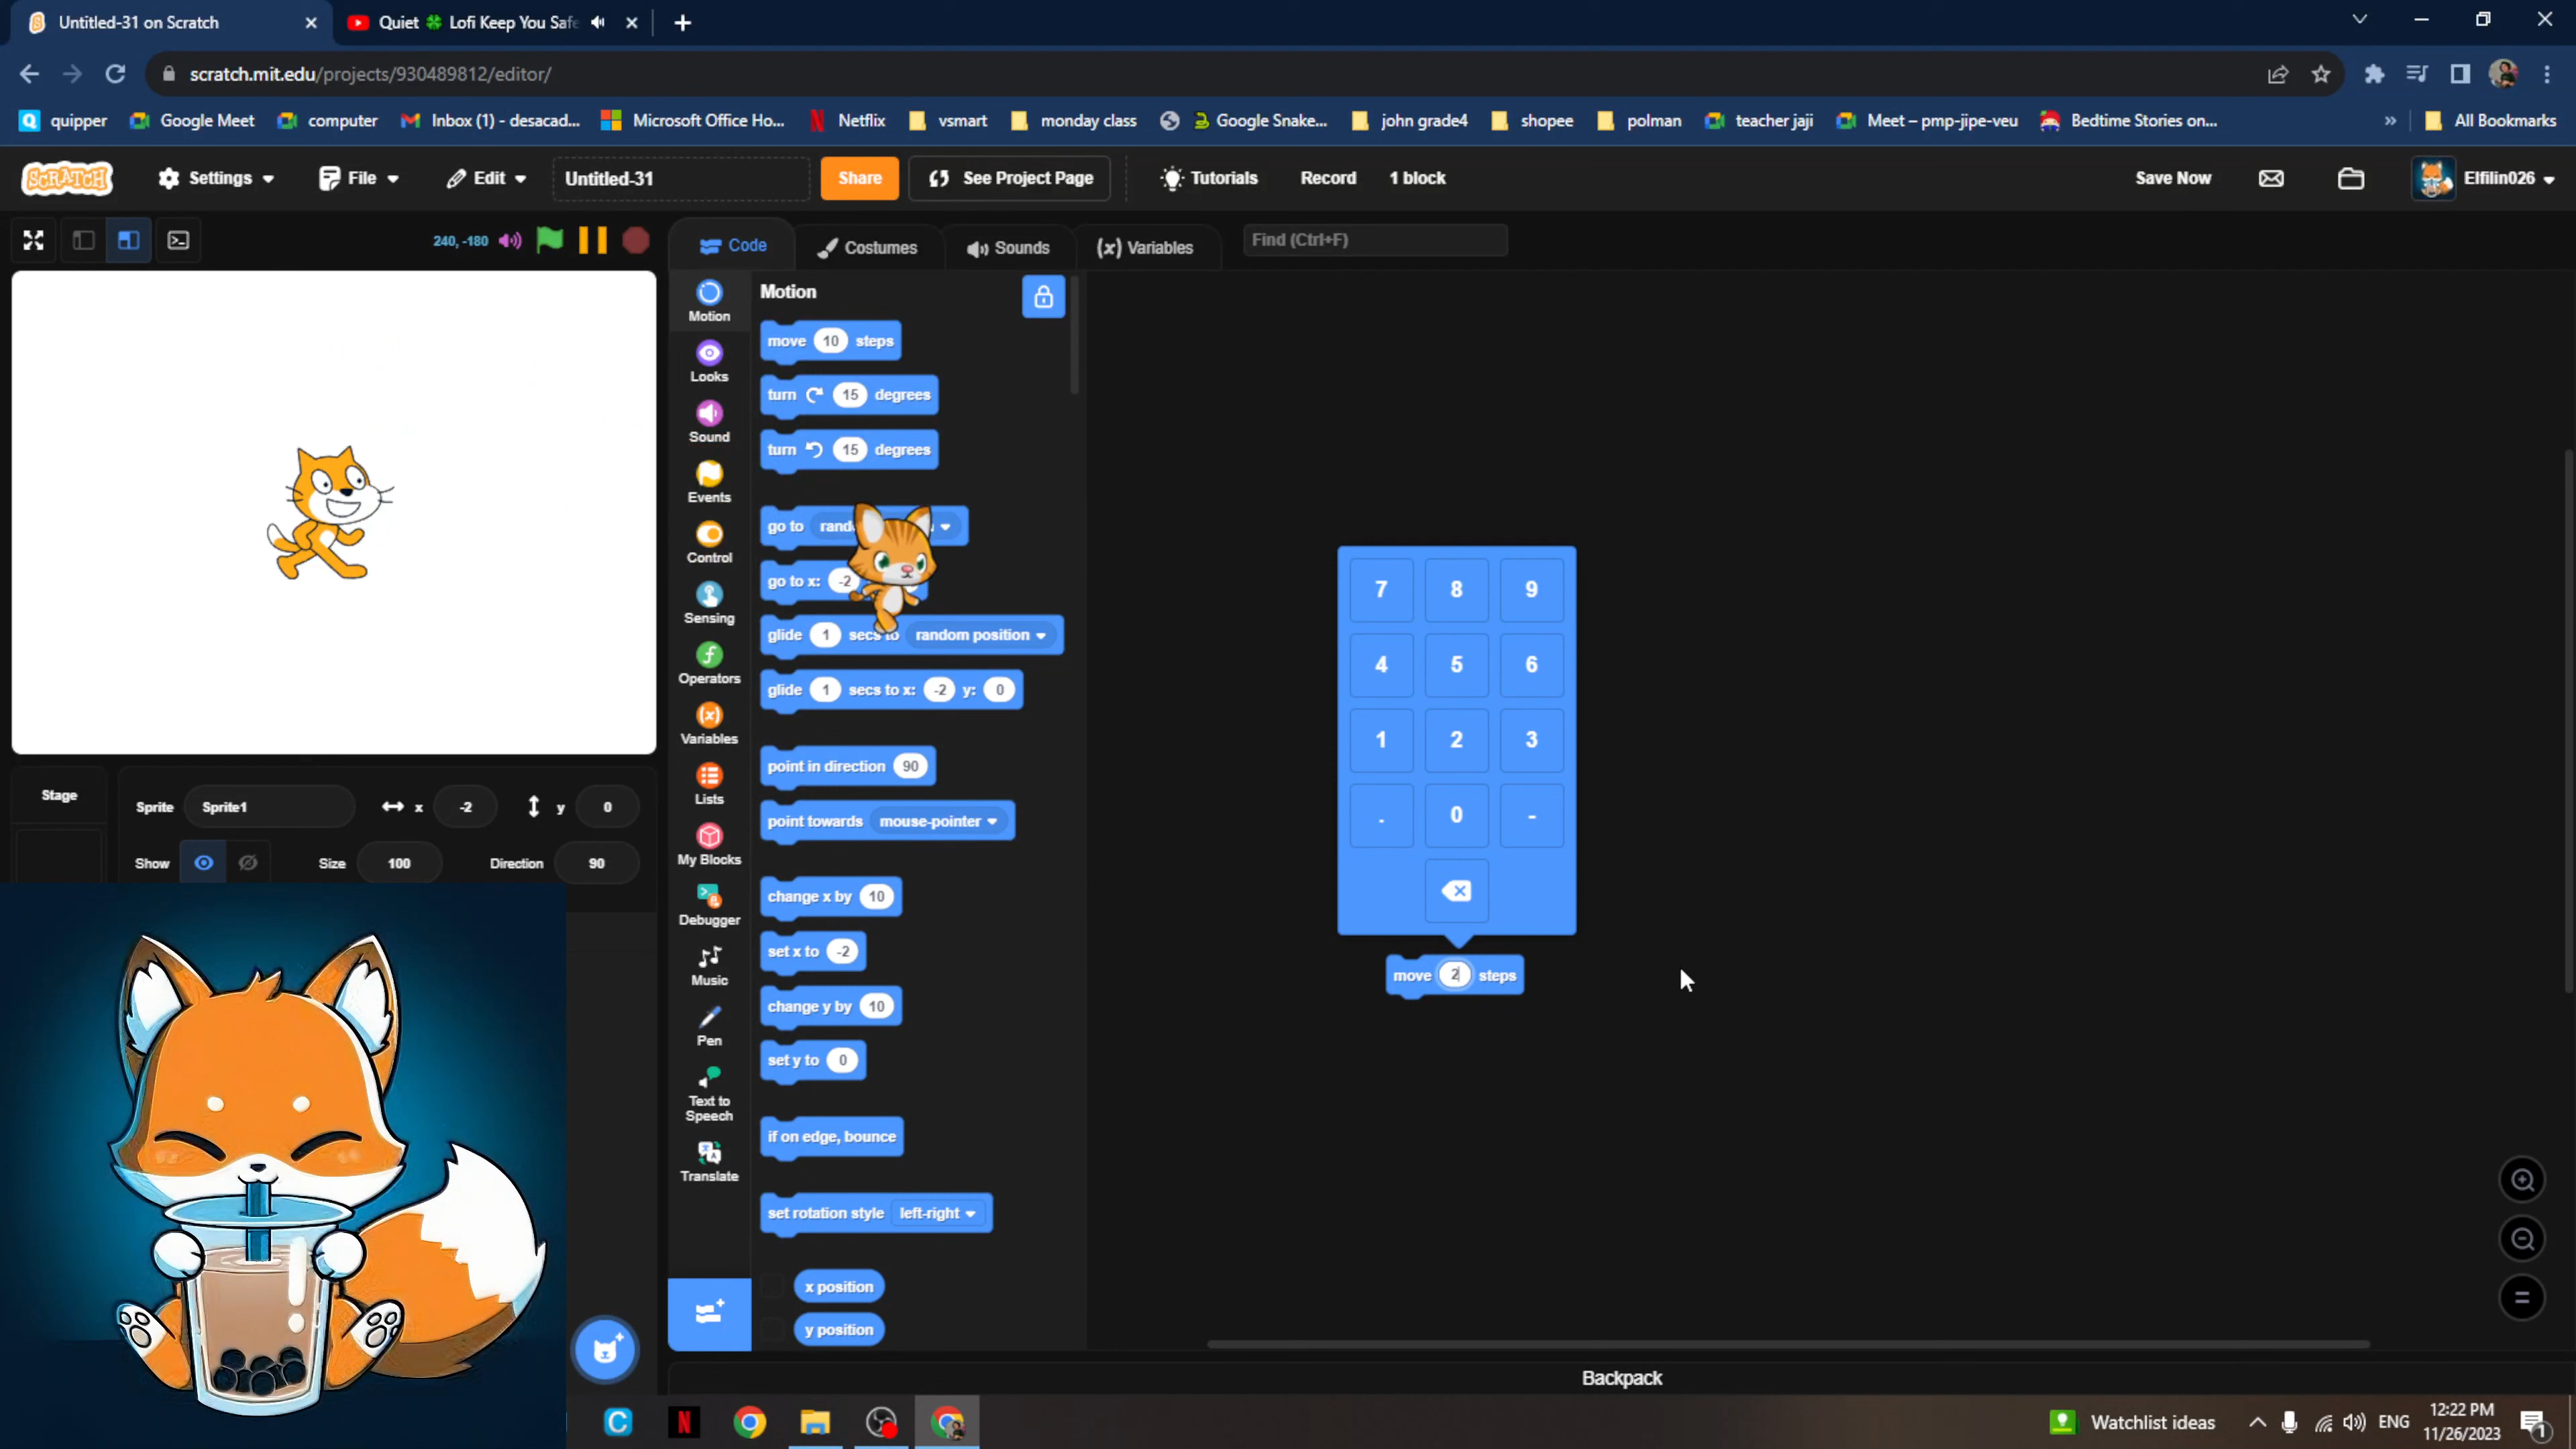 Untitled-31 on Scratch
Quiet 🍀 Lofi Keep You Safe
scratch.mit.edu/projects/930489812/editor/
quipper
Google Meet
computer
Inbox (1) - desacad...
Microsoft Office Ho...
Netflix
vsmart
monday class
Google Snake...
john grade4
shopee
polman
teacher jaji
Meet – pmp-jipe-veu
Bedtime Stories on...
»
All Bookmarks
SCRATCH
Settings
File
Edit
Untitled-31
Share
See Project Page
Tutorials
Record
1 block
Save Now
Elfilin026
240, -180
Code
Costumes
Sounds
Variables
Find (Ctrl+F)
Motion
Looks
Sound
Events
Control
Sensing
Operators
Variables
Lists
My Blocks
Debugger
Music
Pen
Text to
Speech
Translate
Motion
move 10 steps
turn 15 degrees
turn 15 degrees
go to
go to x: -2
glide 1 secs to random position
glide 1 secs to x: -2 y: 0
point in direction 90
point towards mouse-pointer
change x by 10
set x to -2
change y by 10
set y to 0
if on edge, bounce
set rotation style left-right
x position
y position
7 8 9
4 5 6
1 2 3
. 0 -
move 2 steps
Stage
Sprite Sprite1 x -2 y 0
Show Size 100 Direction 90
Backpack
Watchlist ideas
ENG
12:22 PM
11/26/2023
1